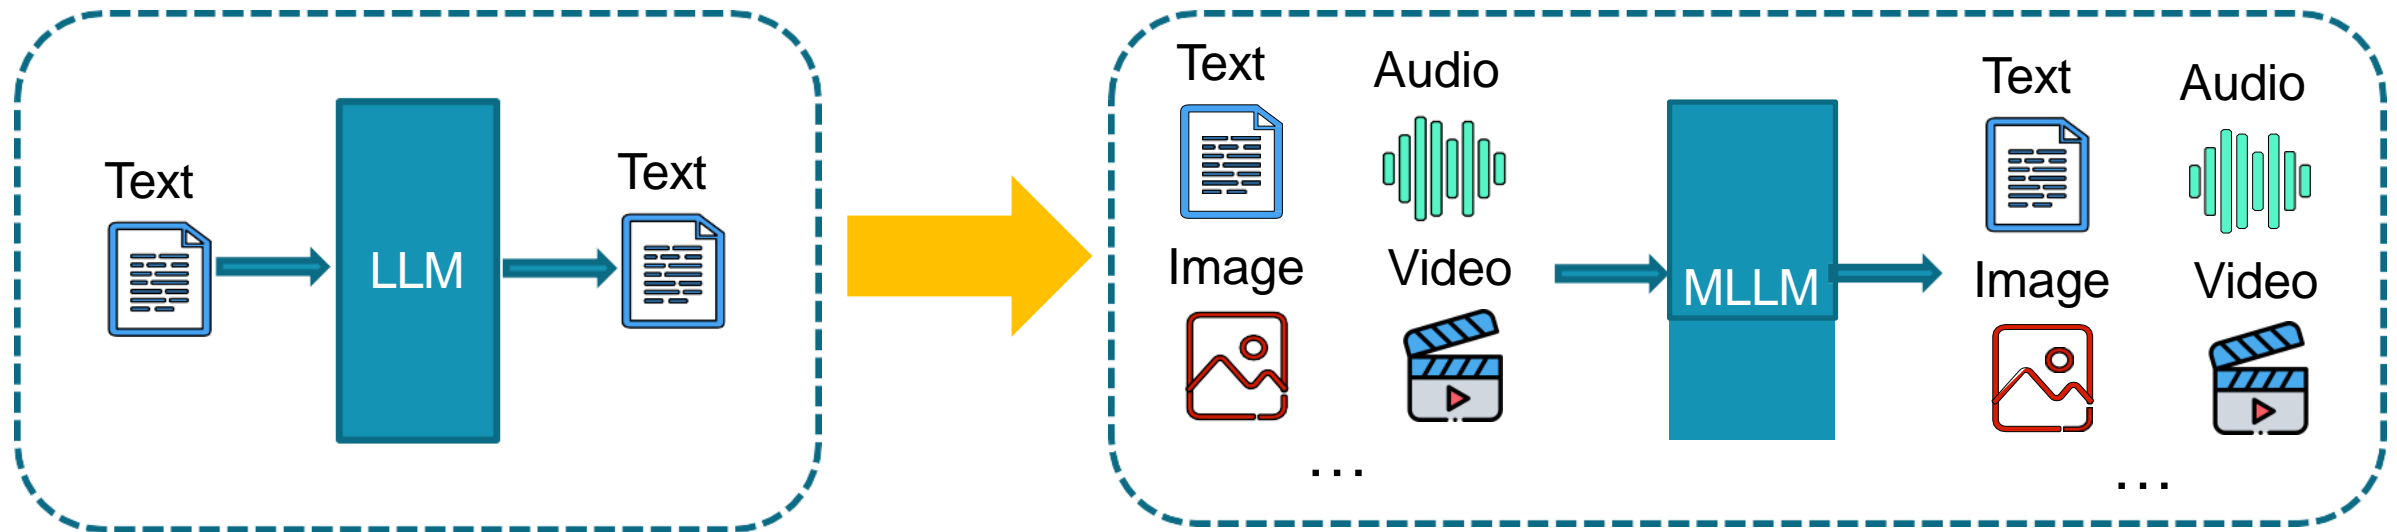 Text
LLM
Text
Text
Audio
Image
Video
...
MLLM
Text
Audio
Image
Video
...